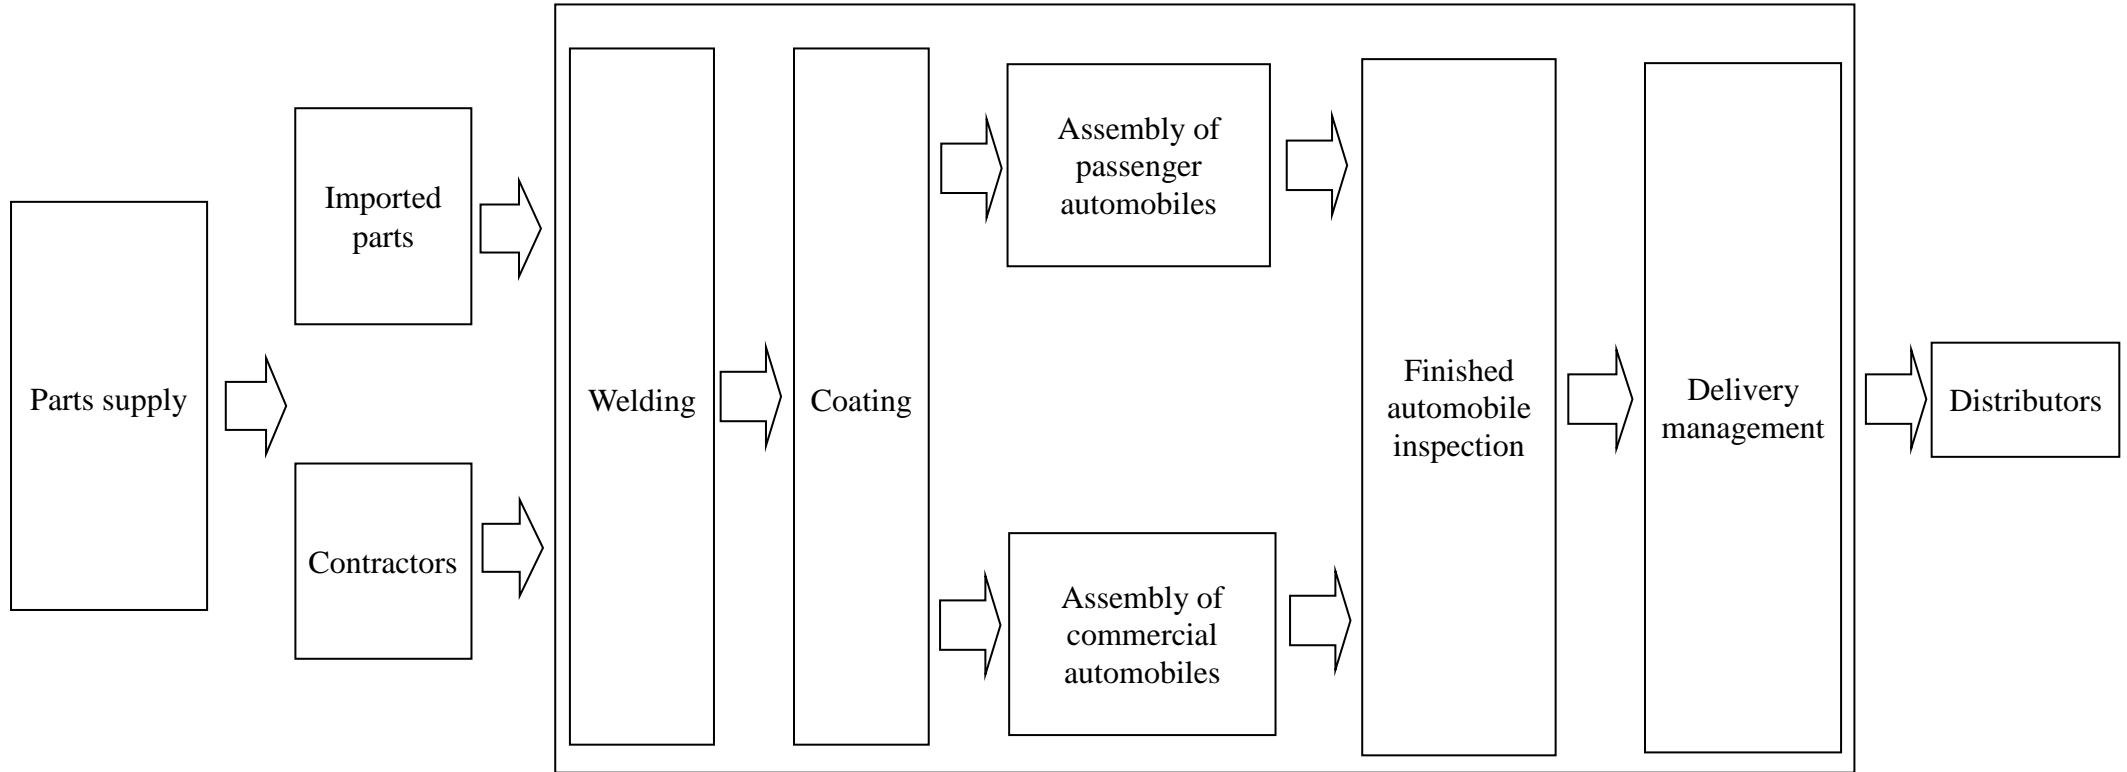 Parts supply
Imported
parts
Contractors
Welding
Coating
Assembly of
passenger
automobiles
Assembly of
commercial
automobiles
Finished
automobile
inspection
Delivery
management
Distributors